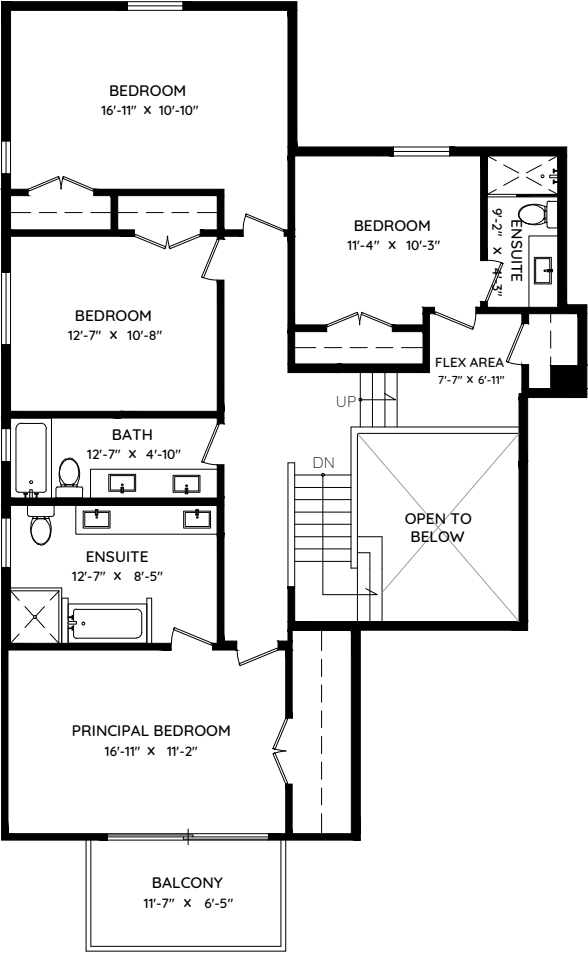 BEDROOM
16'-11" X 10'-10"
BEDROOM
11'-4" X 10'-3"
ENSUITE
9'-2" X 4'-3"
BEDROOM
12'-7" X 10'-8"
FLEX AREA
7'-7" X 6'-11"
UP
BATH
12'-7" X 4'-10"
DN
OPEN TO
BELOW
ENSUITE
12'-7" X 8'-5"
PRINCIPAL BEDROOM
16'-11" X 11'-2"
BALCONY
11'-7" X 6'-5"